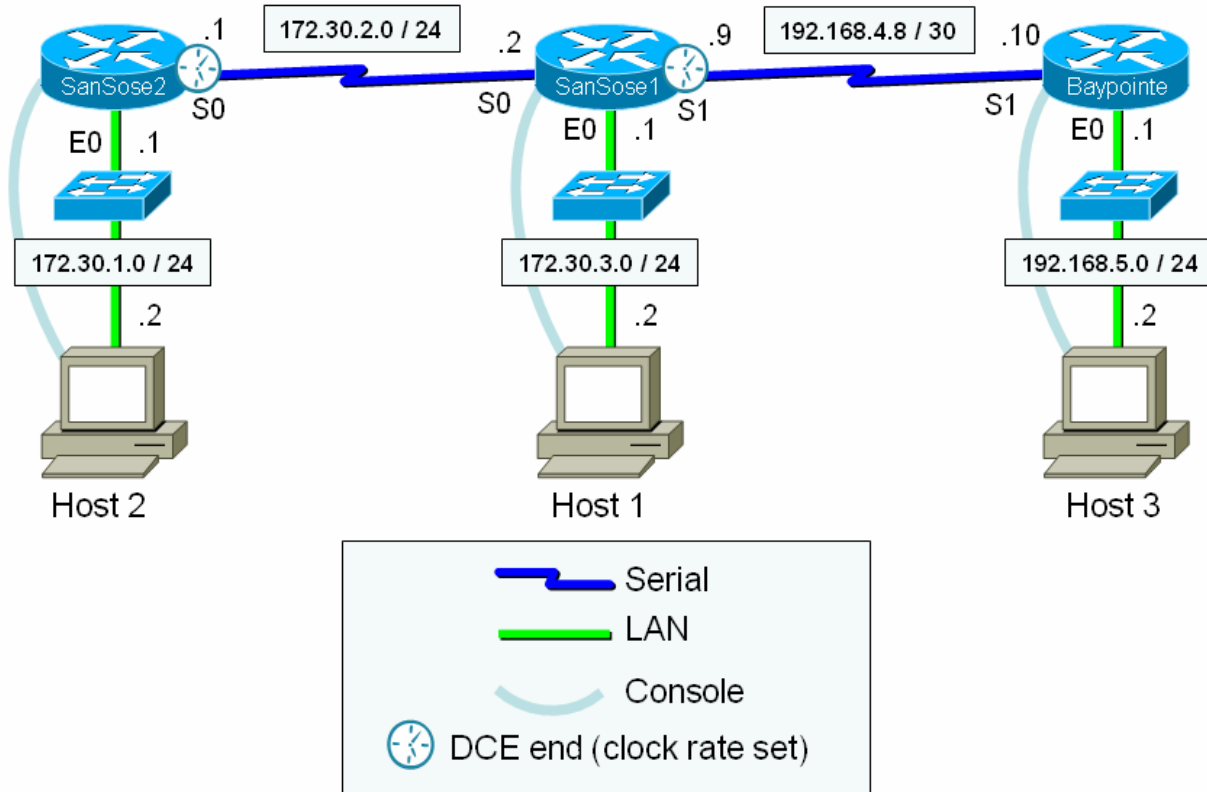 .1
172.30.2.0 / 24
.2
.9
192.168.4.8 / 30
.10
SanSose2
SanSose1
Baypointe
S0
S0
S1
S1
E0
.1
E0
.1
E0
.1
172.30.1.0 / 24
172.30.3.0 / 24
192.168.5.0 / 24
.2
.2
.2
Host 2
Host 1
Host 3
Serial
LAN
Console
DCE end (clock rate set)